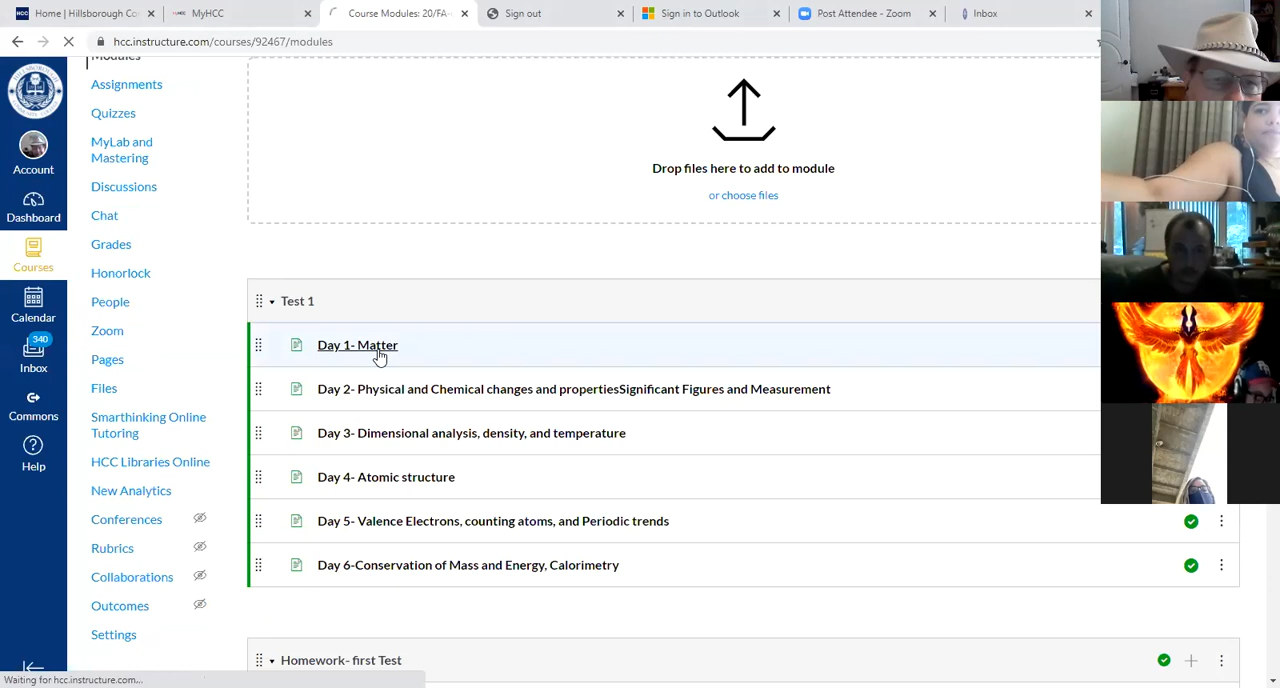 Home | Hillsborough Co
MyHCC
Course Modules: 20/FA-
Sign out
Sign in to Outlook
Post Attendee - Zoom
Inbox
hcc.instructure.com/courses/92467/modules
Modules
Assignments
Quizzes
MyLab and
Mastering
Discussions
Chat
Grades
Honorlock
People
Zoom
Pages
Files
Smarthinking Online
Tutoring
HCC Libraries Online
New Analytics
Conferences
Rubrics
Collaborations
Outcomes
Settings
Account
Dashboard
Courses
Calendar
340
Inbox
Commons
Help
Drop files here to add to module
or choose files
Test 1
Day 1- Matter
Day 2- Physical and Chemical changes and propertiesSignificant Figures and Measurement
Day 3- Dimensional analysis, density, and temperature
Day 4- Atomic structure
Day 5- Valence Electrons, counting atoms, and Periodic trends
Day 6-Conservation of Mass and Energy, Calorimetry
Homework- first Test
Waiting for hcc.instructure.com...